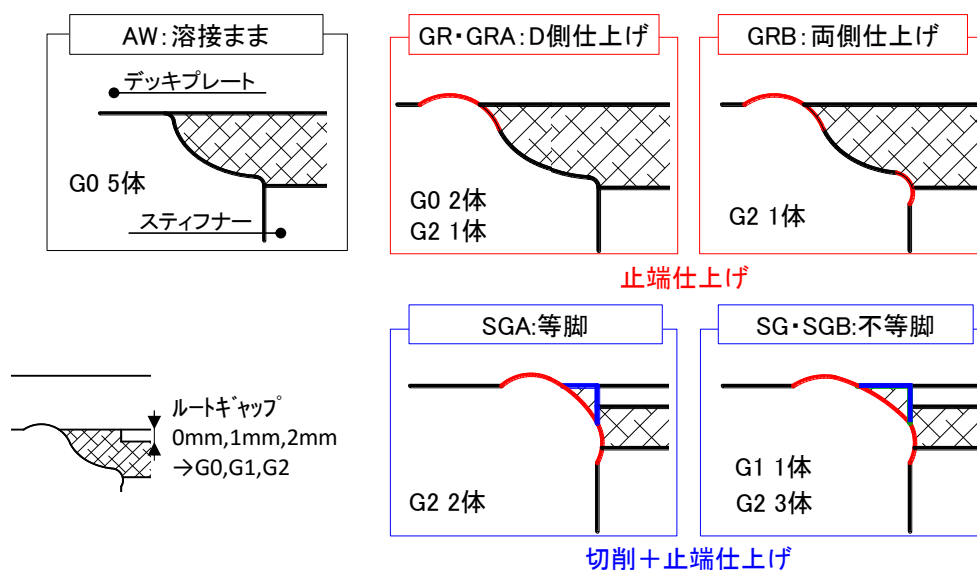 AW:溶接まま
デッキプレート
G0 5体
スティフナー
GR・GRA:D側仕上げ
G0 2体
G2 1体
GRB:両側仕上げ
G2 1体
止端仕上げ
ルートギャップ
0mm,1mm,2mm
→G0,G1,G2
SGA:等脚
G2 2体
SG・SGB:不等脚
G1 1体
G2 3体
切削+止端仕上げ